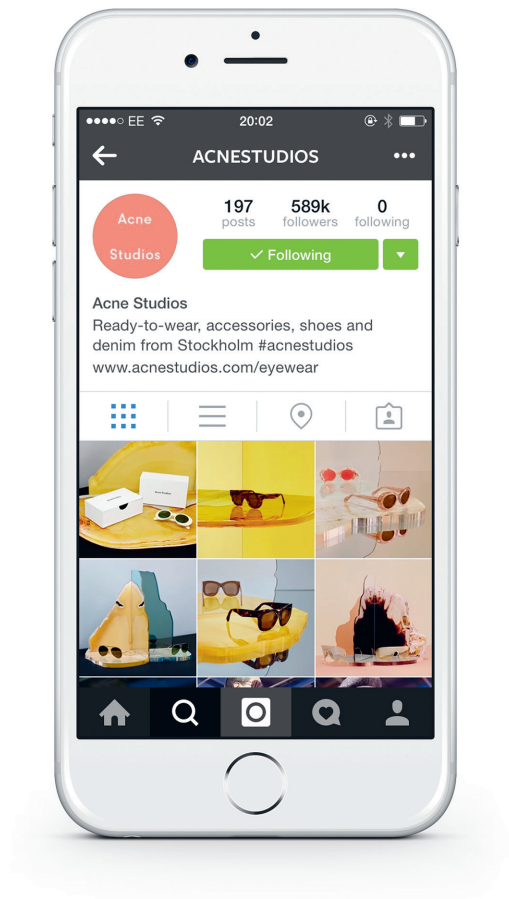 EE 20:02
ACNESTUDIOS
Acne
Studios
197 589k 0
posts followers following
Following
Acne Studios
Ready-to-wear, accessories, shoes and
denim from Stockholm #acnestudios
www.acnestudios.com/eyewear